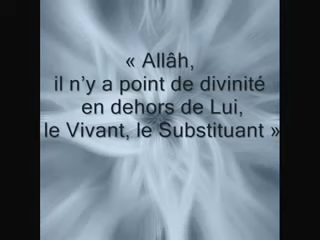 « Allâh,
il n’y a point de divinité
en dehors de Lui,
le Vivant, le Substituant »